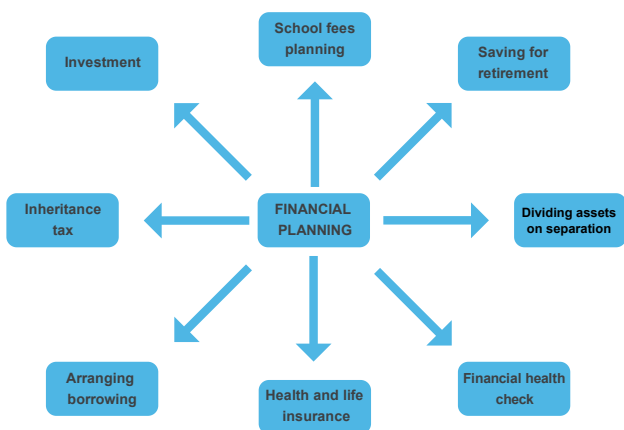 School fees
planning
Investment
Saving for
retirement
Inheritance
tax
FINANCIAL
PLANNING
Dividing assets
on separation
Arranging
borrowing
Health and life
insurance
Financial health
check